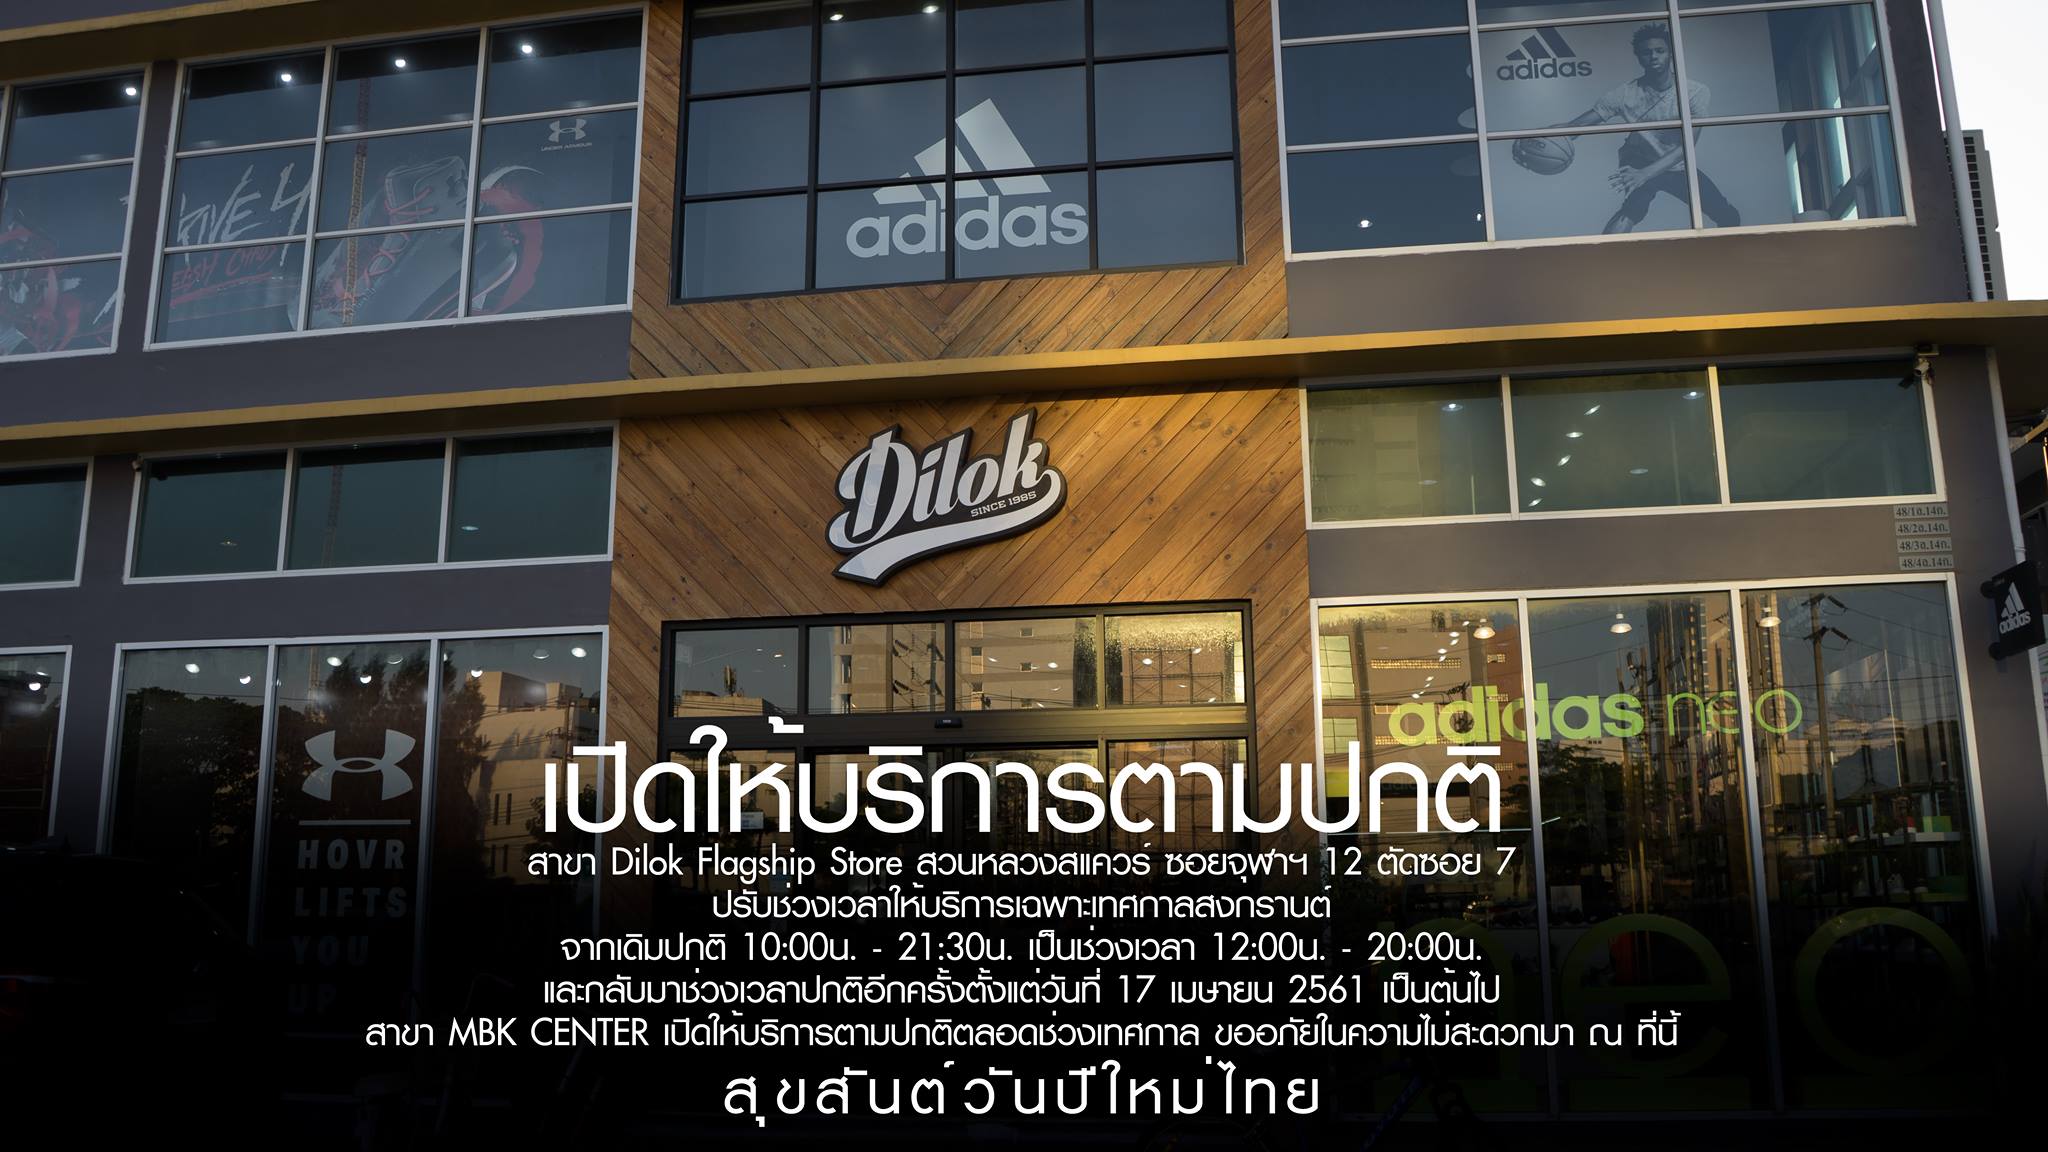 adidas
UNDER ARMOUR
adidas
Dilok
SINCE 1985
48/1ถ.14ถ.
48/2ถ.14ถ.
48/3ถ.14ถ.
48/4ถ.14ถ.
adidas
adidas neo
เปิดให้บริการตามปกติ
HOVR
LIFTS
YOU
UP
neo
สาขา Dilok Flagship Store สวนหลวงสแควร์ ซอยจุฬาฯ 12 ตัดซอย 7
ปรับช่วงเวลาให้บริการเฉพาะเทศกาลสงกรานต์
จากเดิมปกติ 10:00น. - 21:30น. เป็นช่วงเวลา 12:00น. - 20:00น.
และกลับมาช่วงเวลาปกติอีกครั้งตั้งแต่วันที่ 17 เมษายน 2561 เป็นต้นไป
สาขา MBK CENTER เปิดให้บริการตามปกติตลอดช่วงเทศกาล ขออภัยในความไม่สะดวกมา ณ ที่นี้
สุขสันต์วันปีใหม่ไทย